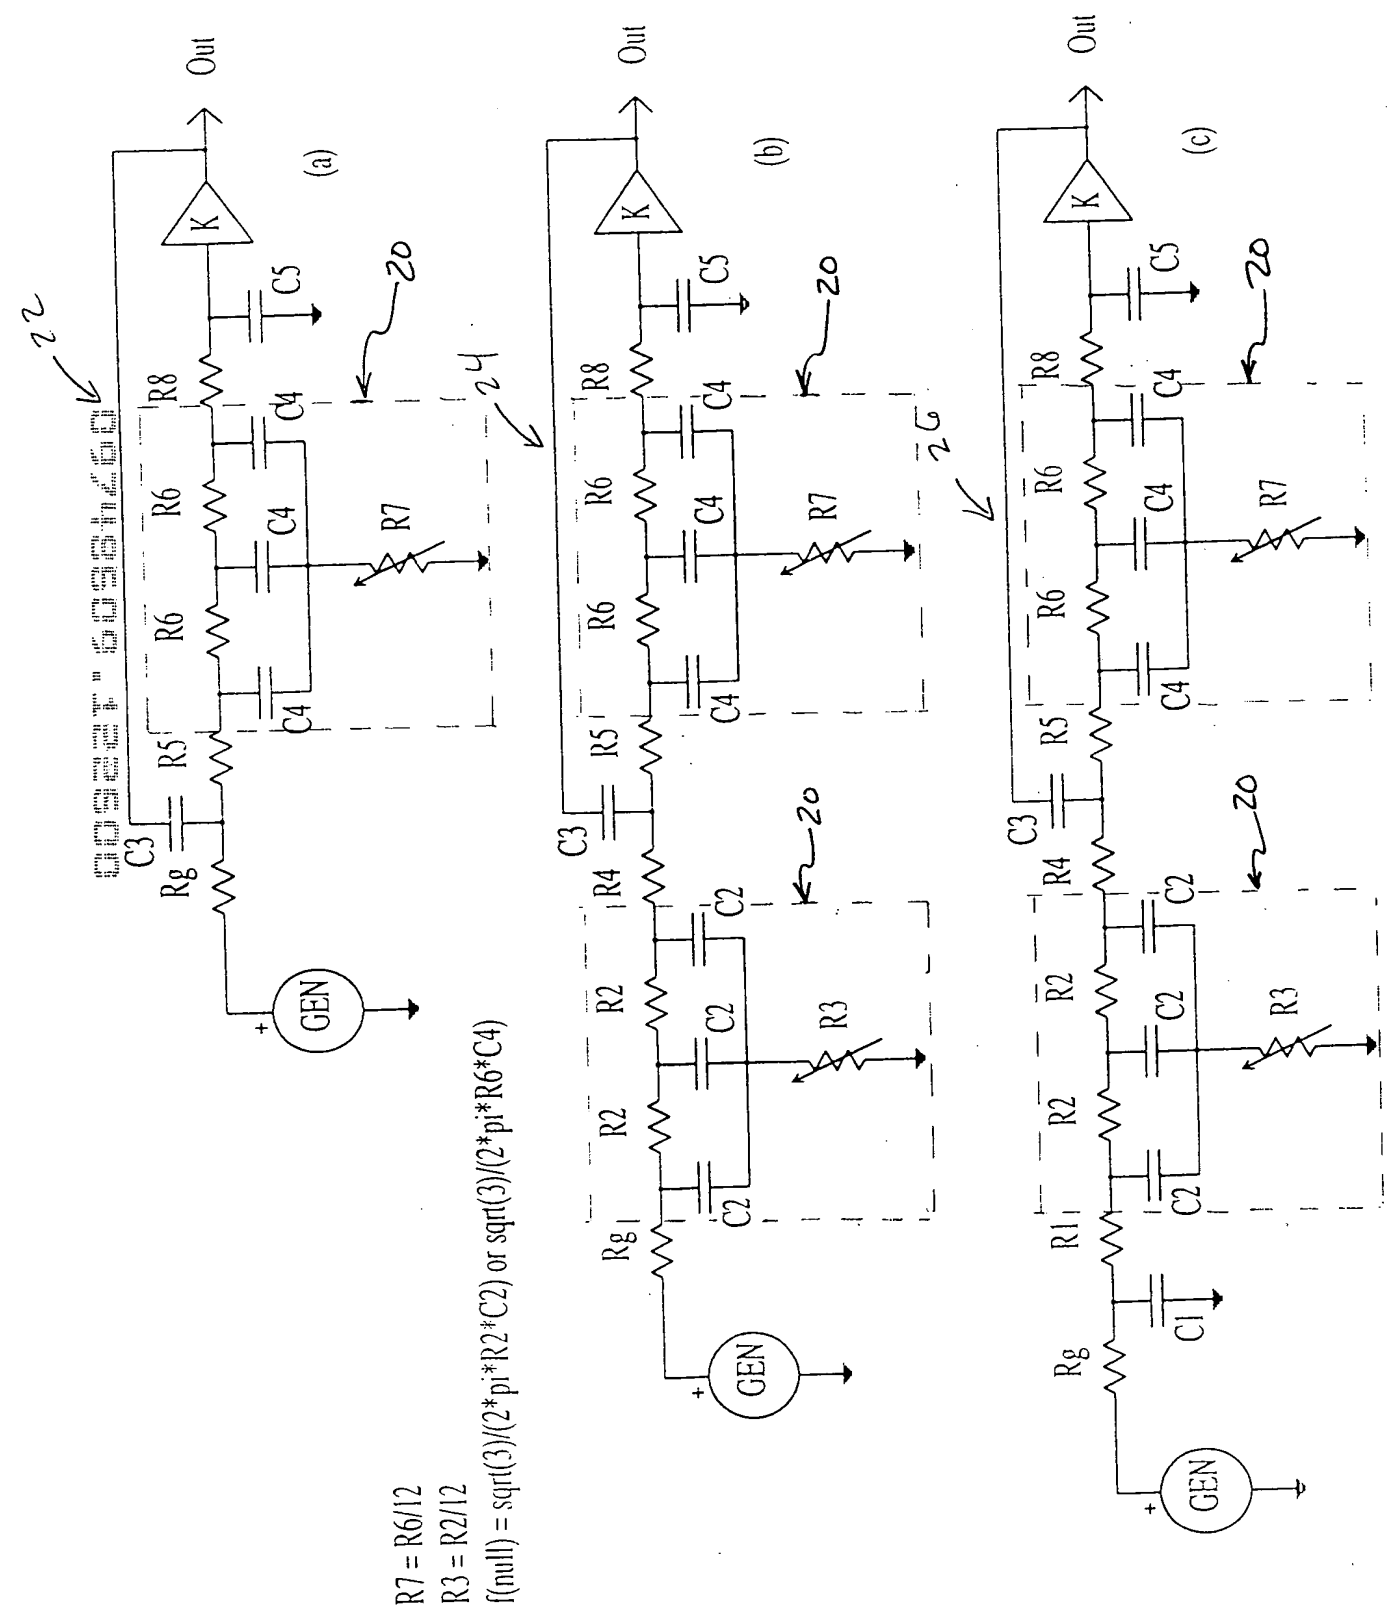 09748609.122500
22
C3
Rg
R5
R6
R6
R8
C4
C4
C4
R7
C5
K
Out
GEN
+
20
(a)
R7 = R6/12
R3 = R2/12
f(null) = sqrt(3)/(2*pi*R2*C2) or sqrt(3)/(2*pi*R6*C4)
24
Rg
R2
R2
R4
C3
R5
R6
R6
R8
C2
C2
C2
R3
C4
C4
C4
R7
C5
K
Out
GEN
+
20
20
(b)
26
Rg
R1
R2
R2
R4
C3
R5
R6
R6
R8
C1
C2
C2
C2
R3
C4
C4
C4
R7
C5
K
Out
GEN
+
20
20
(c)